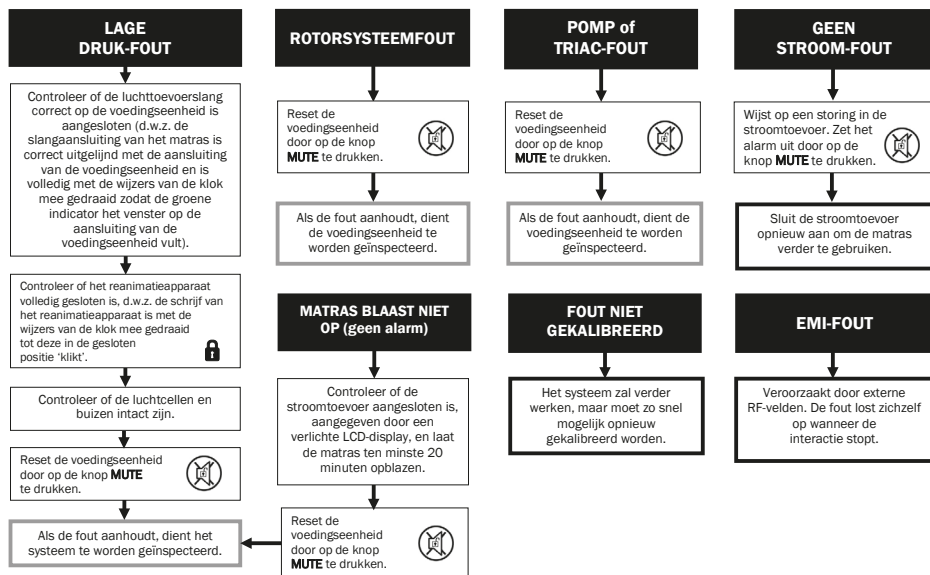 LAGE
DRUK-FOUT
Controleer of de luchttoevoerslang
correct op de voedingseenheid is
aangesloten (d.w.z. de
slangaansluiting van het matras is
correct uitgelijnd met de aansluiting
van de voedingseenheid en is
volledig met de wijzers van de klok
mee gedraaid zodat de groene
indicator het venster op de
aansluiting van de
voedingseenheid vult).
Controleer of het reanimatieapparaat
volledig gesloten is, d.w.z. de schrijf van
het reanimatieapparaat is met de
wijzers van de klok mee gedraaid
tot deze in de gesloten
positie ‘klikt’.
Controleer of de luchtcellen en
buizen intact zijn.
Reset de voedingseenheid
door op de knop MUTE
te drukken.
Als de fout aanhoudt, dient het
systeem te worden geïnspecteerd.
ROTORSYSTEEMFOUT
Reset de
voedingseenheid
door op de knop
MUTE te drukken.
Als de fout aanhoudt, dient
de voedingseenheid te
worden geïnspecteerd.
MATRAS BLAAST NIET
OP (geen alarm)
Controleer of de
stroomtoevoer aangesloten is,
aangegeven door een
verlichte LCD-display, en laat
de matras ten minste 20
minuten opblazen.
Reset de
voedingseenheid
door op de knop
MUTE te drukken.
POMP of
TRIAC-FOUT
Reset de
voedingseenheid
door op de knop
MUTE te drukken.
Als de fout aanhoudt, dient de
voedingseenheid te worden
geïnspecteerd.
FOUT NIET
GEKALIBREERD
Het systeem zal verder
werken, maar moet zo snel
mogelijk opnieuw
gekalibreerd worden.
GEEN
STROOM-FOUT
Wijst op een storing in de
stroomtoevoer. Zet het
alarm uit door op de
knop MUTE te drukken.
Sluit de stroomtoevoer
opnieuw aan om de matras
verder te gebruiken.
EMI-FOUT
Veroorzaakt door externe
RF-velden. De fout lost zichzelf
op wanneer de
interactie stopt.